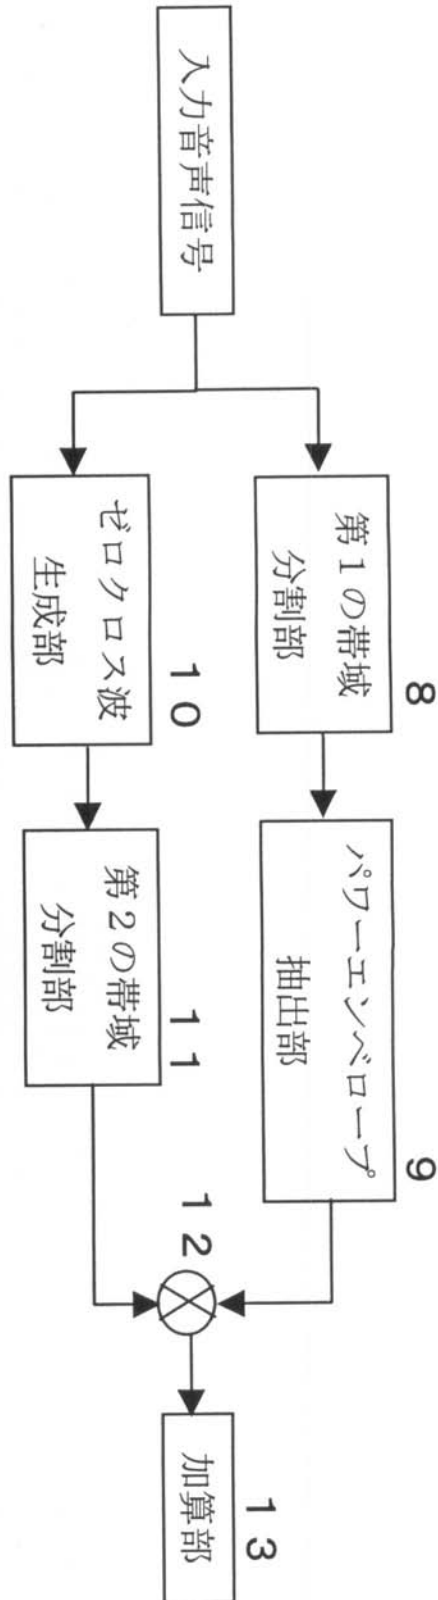 入力音声信号
第1の帯域
分割部
8
パワーエンベロープ
抽出部
9
ゼロクロス波
生成部
10
第2の帯域
分割部
11
12
加算部
13